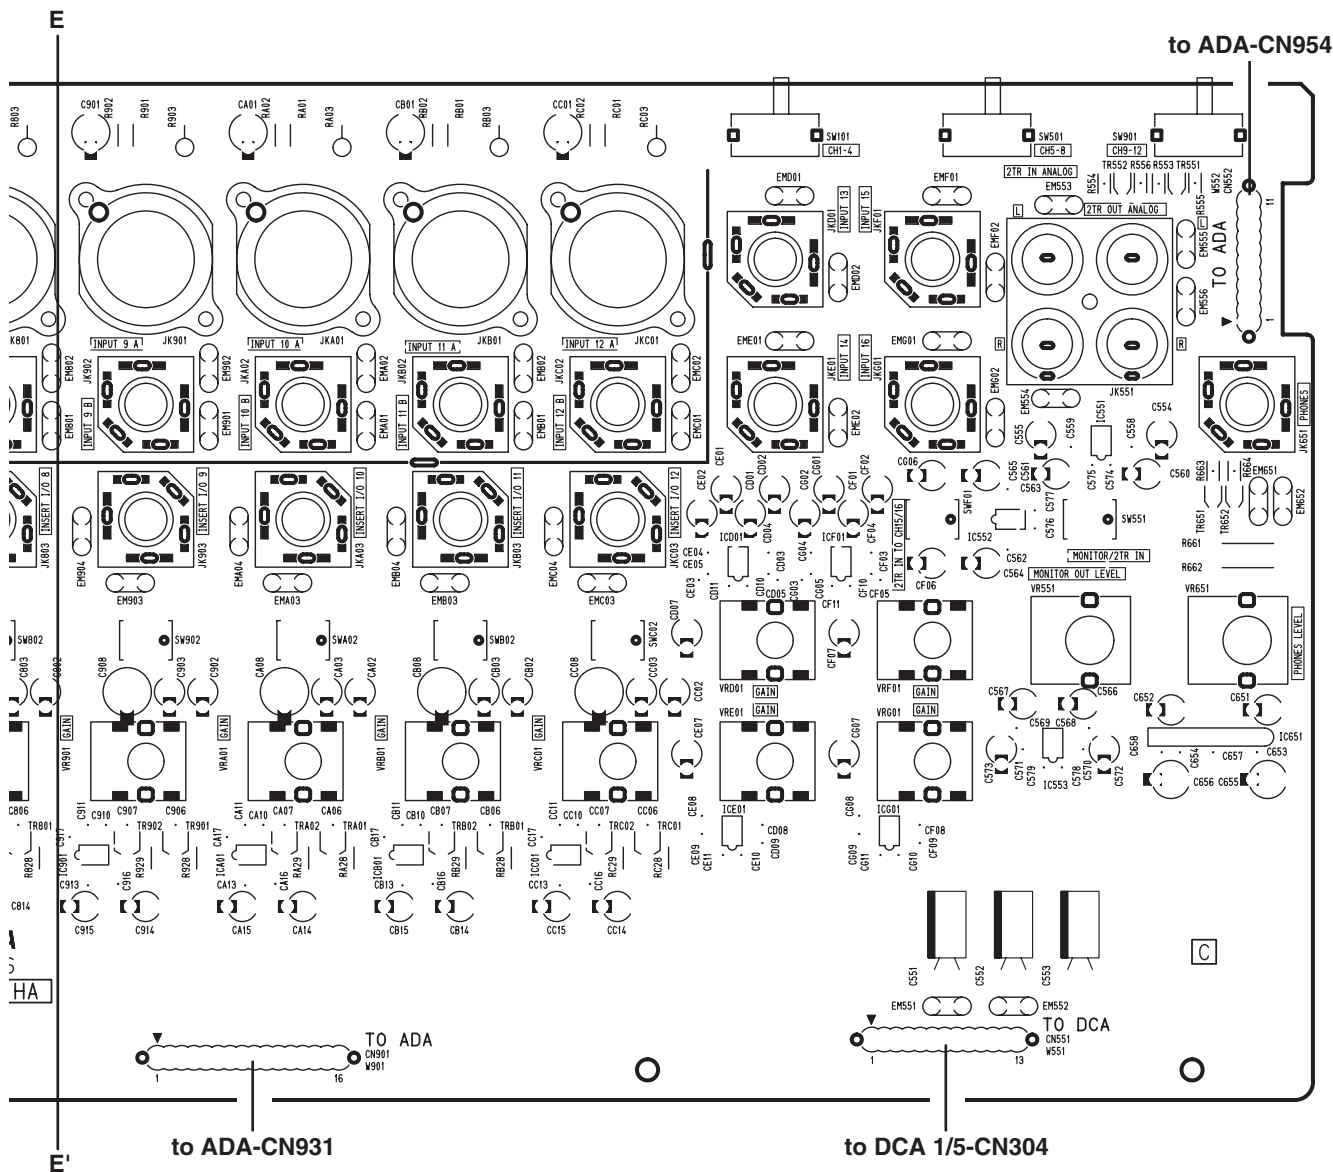 E
to ADA-CN954
R803
C901
R902
R901
R903
CA01
RA02
RA01
RA03
CB01
RB02
RB01
RB03
CC01
RC02
RC01
RC03
SW101
CH1-4
SW501
CH5-8
SW901
CH9-12
2TR IN ANALOG
EM553
2TR OUT ANALOG
R554
TR552
R556
R553
TR551
W552
CN552
R555
11
EMD01
JKD01
INPUT 13
INPUT 15
JKF01
EMF01
EMD02
EMF02
L
L
EM555
EM556
TO ADA
1
JK801
INPUT 9 A
JK901
INPUT 10 A
JKA01
INPUT 11 A
JKB01
INPUT 12 A
JKC01
EME01
JKE01
INPUT 14
INPUT 16
JKG01
EMG01
R
R
EM802
JK902
EM902
JKA02
EMA02
JKB02
EMB02
JKC02
EMC02
EMG02
EM801
INPUT 9 B
EM901
INPUT 10 B
EMA01
INPUT 11 B
EMB01
INPUT 12 B
EMC01
EME02
EM554
JK551
IC551
C555
C559
C558
C554
JK651
PHONES
CE01
CE02
CD01
CD02
CG02
CG01
CF01
CF02
CG06
C565
C561
C563
C575
C574
C560
R663
R664
EM651
EM652
JK803
INSERT I/O 8
JK903
INSERT I/O 9
JKA03
INSERT I/O 10
JKB03
INSERT I/O 11
JKC03
INSERT I/O 12
EM904
EMA04
EMB04
EMC04
EM903
EMA03
EMB03
EMC03
CE04
CE05
CE03
ICD01
CD04
CD03
CG04
ICF01
CF04
CF03
2TR IN TO CH15/16
SWF01
IC552
C576
C577
SW551
C562
C564
MONITOR/2TR IN
MONITOR OUT LEVEL
TR651
TR652
R661
R662
CD11
CD10
CG03
CD05
CG05
CF10
CF05
CF06
CF11
CD07
CF07
VR551
VR651
PHONES LEVEL
SW802
SW902
SWA02
SWB02
SWC02
C803
C802
C908
C903
C902
CA08
CA03
CA02
CB08
CB03
CB02
CC08
CC03
CC02
VRD01
GAIN
VRE01
GAIN
VRF01
GAIN
VRG01
GAIN
C567
C566
C652
C651
GAIN
VR901
GAIN
VRA01
GAIN
VRB01
GAIN
VRC01
CE07
CG07
C573
C571
C579
C569
C568
IC553
C578
C570
C572
C658
C654
C657
IC651
C653
C656
C655
C806
C911
C910
C907
C906
CA11
CA10
CA07
CA06
CB11
CB10
CB07
CB06
CC11
CC10
CC07
CC06
CE08
ICE01
CG08
ICG01
TR801
R828
C917
IC901
TR902
R929
TR901
R928
CA17
ICA01
TRA02
RA29
TRA01
RA28
CB17
ICB01
TRB02
RB29
TRB01
RB28
CC17
ICC01
TRC02
RC29
TRC01
RC28
CE09
CE11
CE10
CD09
CD08
CG09
CG11
CG10
CF09
CF08
C913
C916
CA13
CA16
CB13
CB16
CC13
CC16
C814
C915
C914
CA15
CA14
CB15
CB14
CC15
CC14
C551
C552
C553
C
HA
EM551
EM552
TO ADA
CN901
W901
1
16
TO DCA
CN551
W551
1
13
to ADA-CN931
to DCA 1/5-CN304
E'